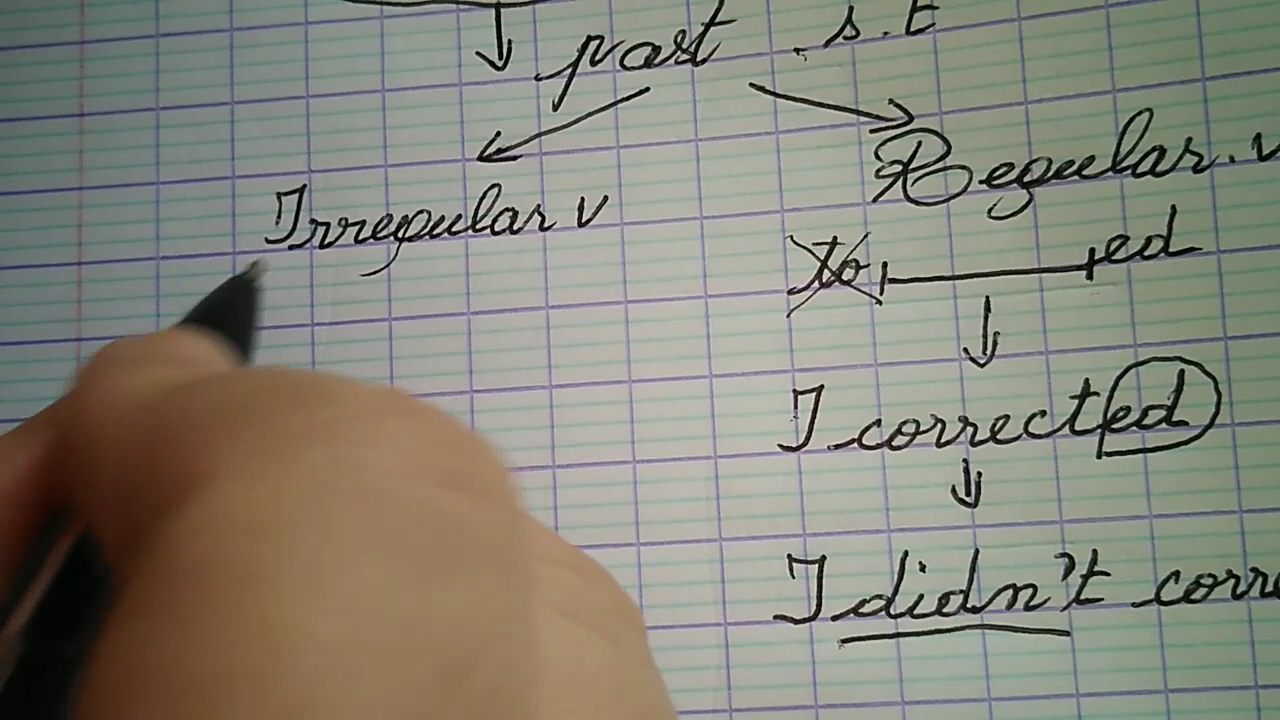 past .s.t
Irregular v
Regular.v
to ed
I corrected
I didn't corre